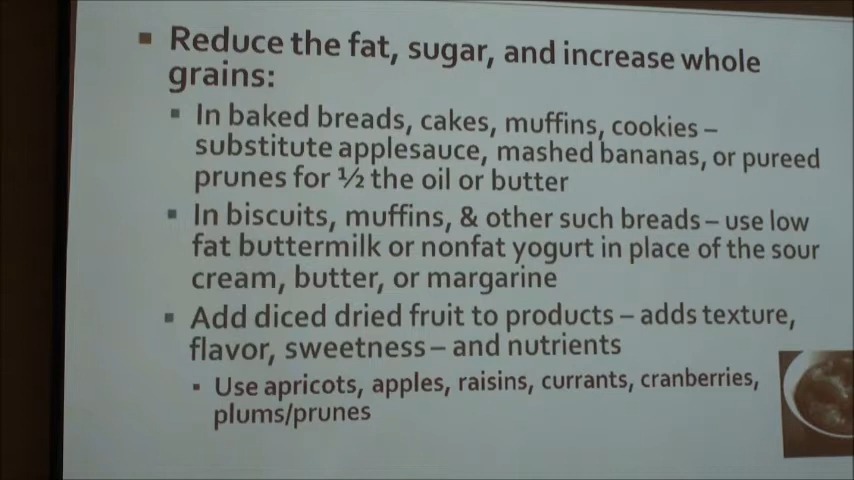 Reduce the fat, sugar, and increase whole
grains:
In baked breads, cakes, muffins, cookies –
substitute applesauce, mashed bananas, or pureed
prunes for ½ the oil or butter
In biscuits, muffins, & other such breads – use low
fat buttermilk or nonfat yogurt in place of the sour
cream, butter, or margarine
Add diced dried fruit to products – adds texture,
flavor, sweetness – and nutrients
Use apricots, apples, raisins, currants, cranberries,
plums/prunes